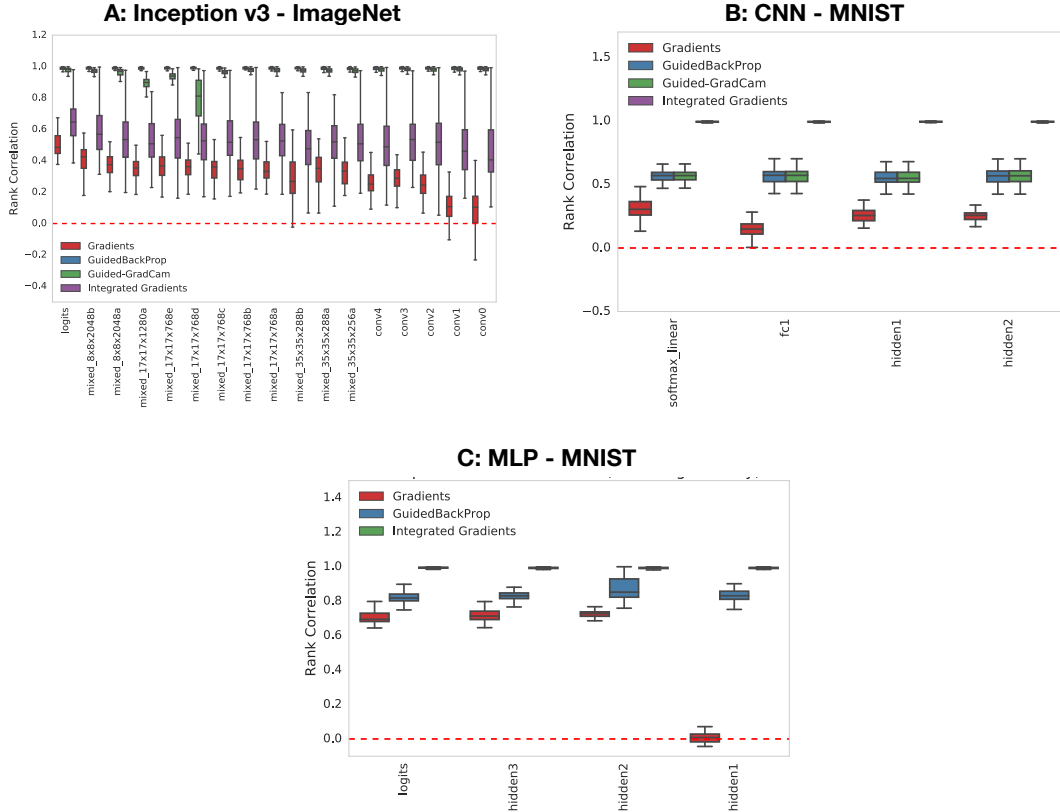 A: Inception v3 - ImageNet
Rank Correlation
1.2
1.0
0.8
0.6
0.4
0.2
0.0
−0.2
−0.4
Gradients
GuidedBackProp
Guided-GradCam
Integrated Gradients
logits
mixed_8x8x2048b
mixed_8x8x2048a
mixed_17x17x1280a
mixed_17x17x768e
mixed_17x17x768d
mixed_17x17x768c
mixed_17x17x768b
mixed_17x17x768a
mixed_35x35x288b
mixed_35x35x288a
mixed_35x35x256a
conv4
conv3
conv2
conv1
conv0
B: CNN - MNIST
Rank Correlation
1.5
1.0
0.5
0.0
−0.5
Gradients
GuidedBackProp
Guided-GradCam
Integrated Gradients
softmax_linear
fc1
hidden1
hidden2
C: MLP - MNIST
Rank Correlation
1.4
1.2
1.0
0.8
0.6
0.4
0.2
0.0
Gradients
GuidedBackProp
Integrated Gradients
logits
hidden3
hidden2
hidden1